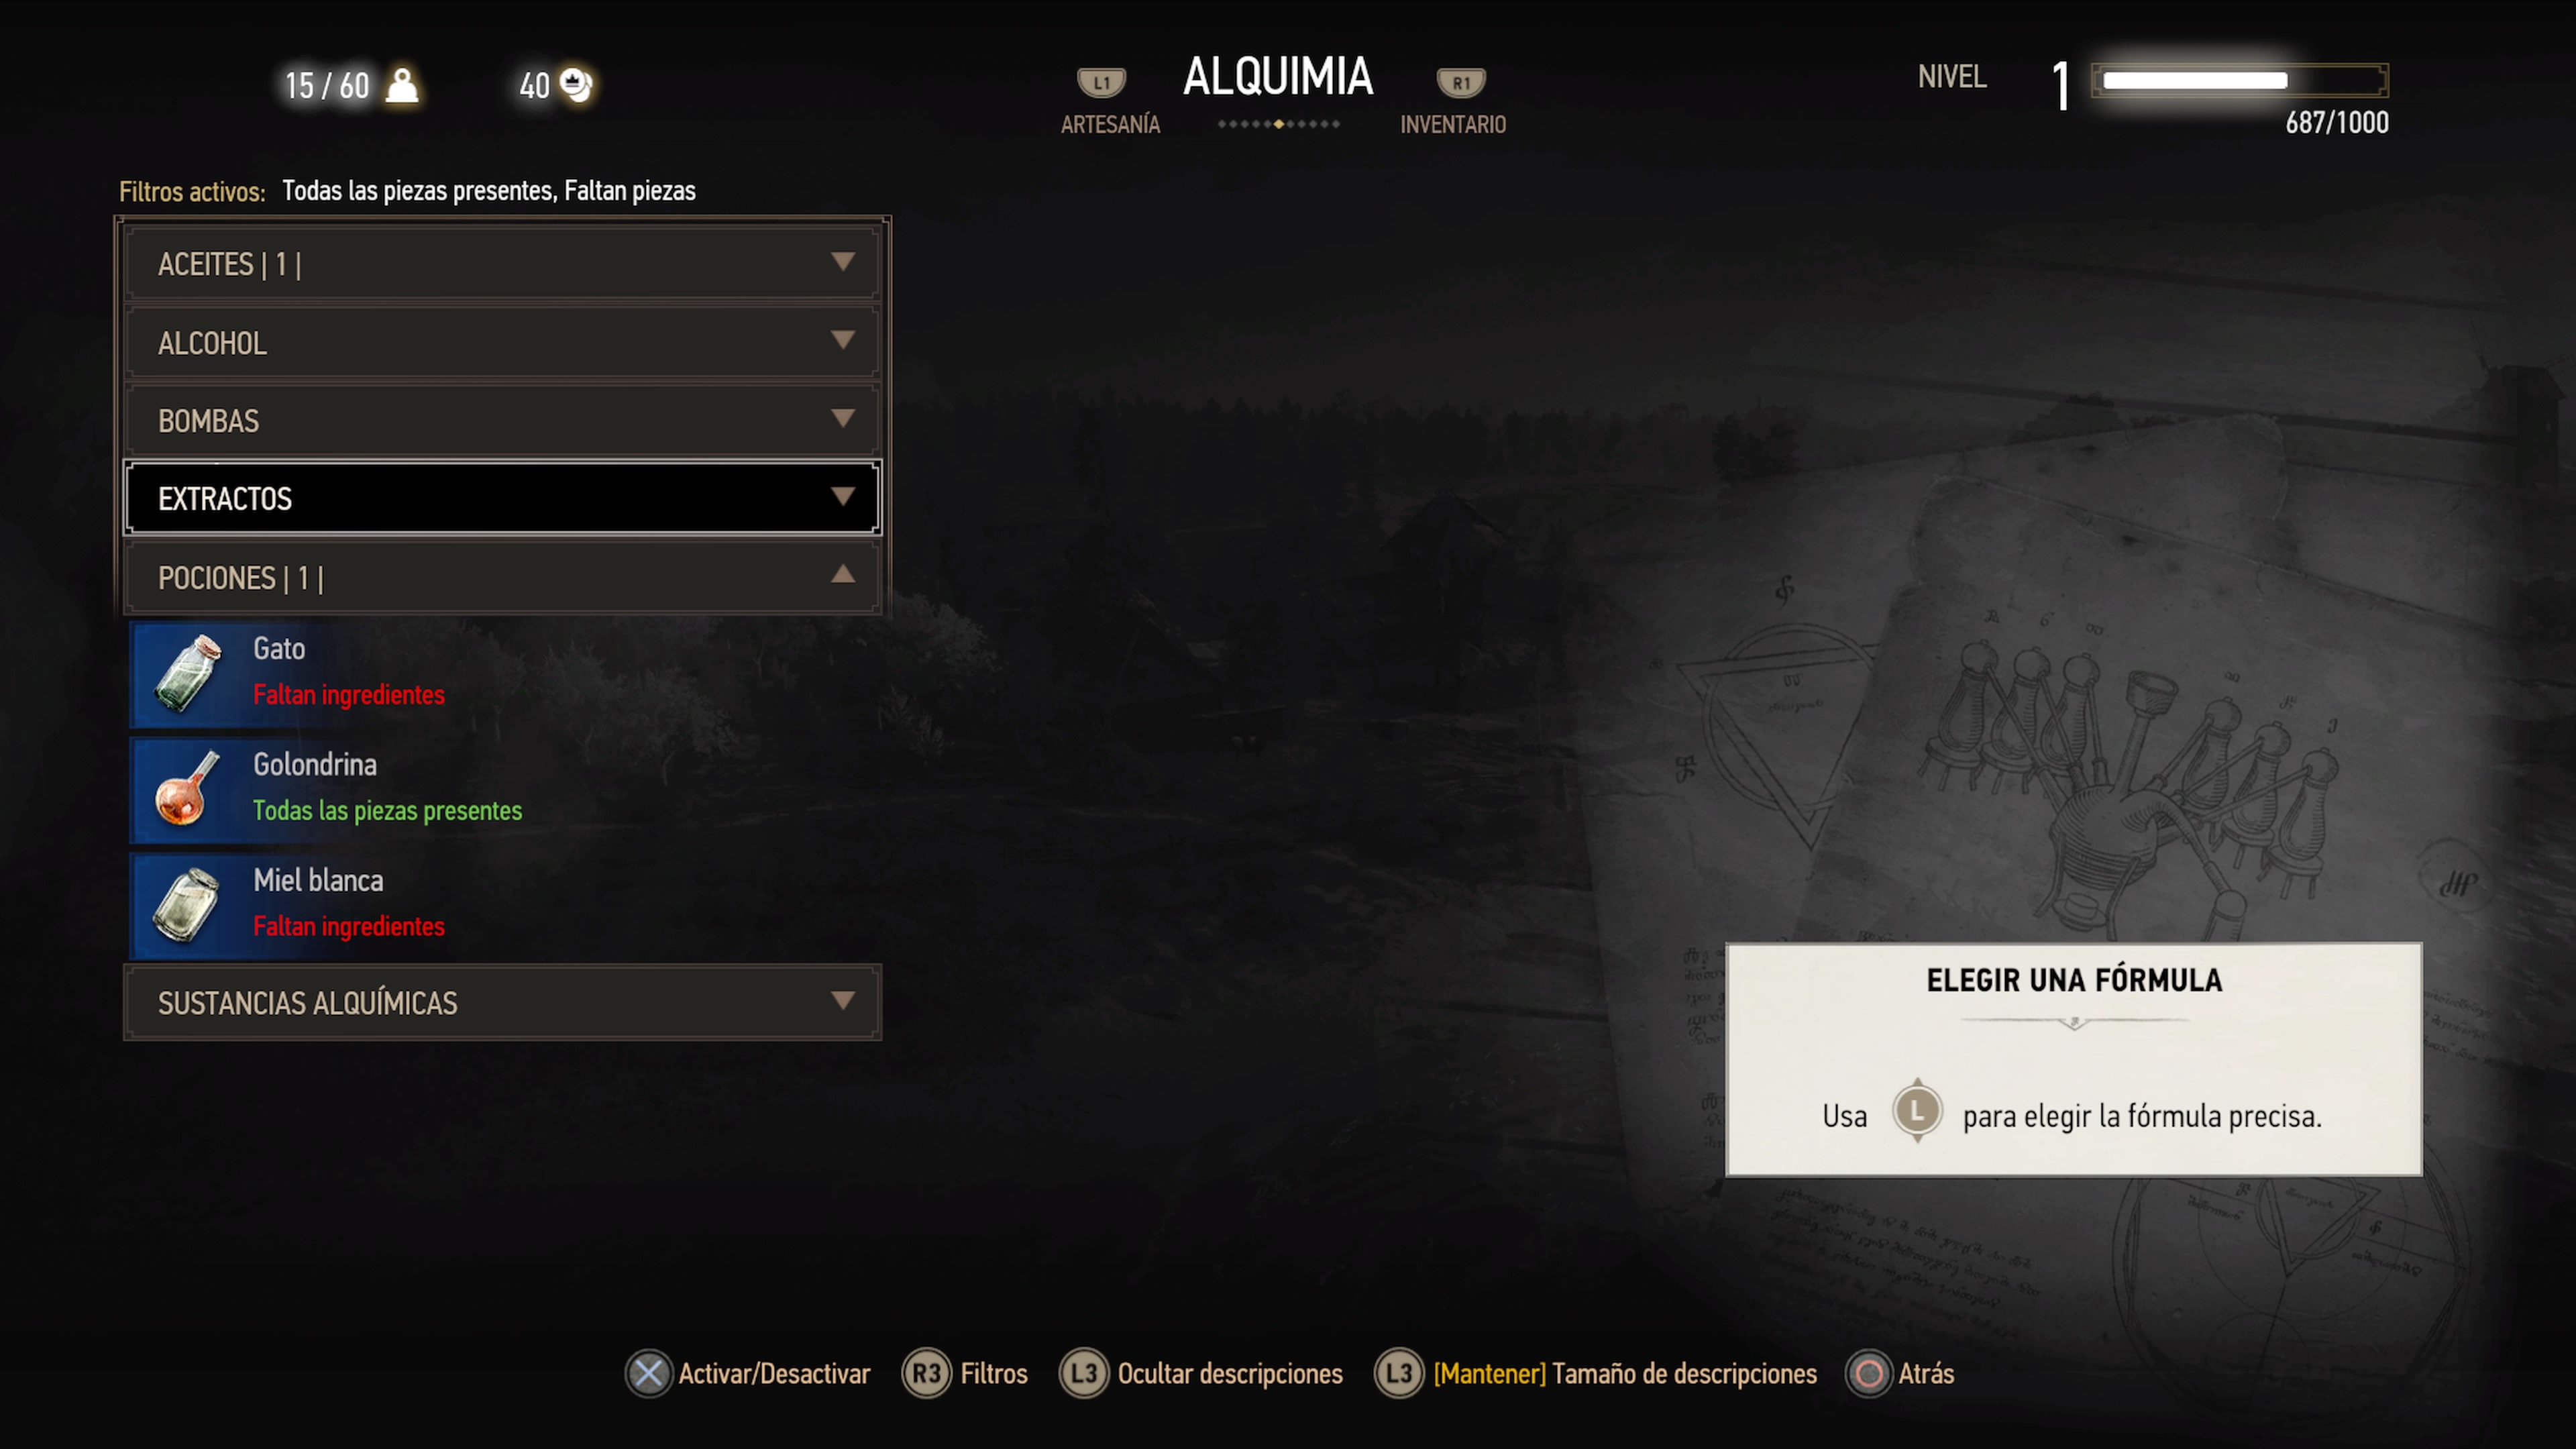 15 / 60
40
L1
ALQUIMIA
R1
ARTESANÍA
INVENTARIO
NIVEL
1
687/1000
Filtros activos: Todas las piezas presentes, Faltan piezas
ACEITES | 1 |
ALCOHOL
BOMBAS
EXTRACTOS
POCIONES | 1 |
Gato
Faltan ingredientes
Golondrina
Todas las piezas presentes
Miel blanca
Faltan ingredientes
SUSTANCIAS ALQUÍMICAS
ELEGIR UNA FÓRMULA
Usa L para elegir la fórmula precisa.
Activar/Desactivar R3 Filtros L3 Ocultar descripciones L3 [Mantener] Tamaño de descripciones Atrás